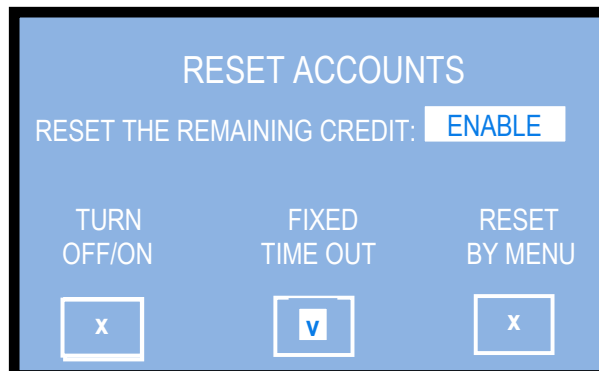 RESET ACCOUNTS
RESET THE REMAINING CREDIT: ENABLE
TURN OFF/ON
FIXED TIME OUT
RESET BY MENU
x v x